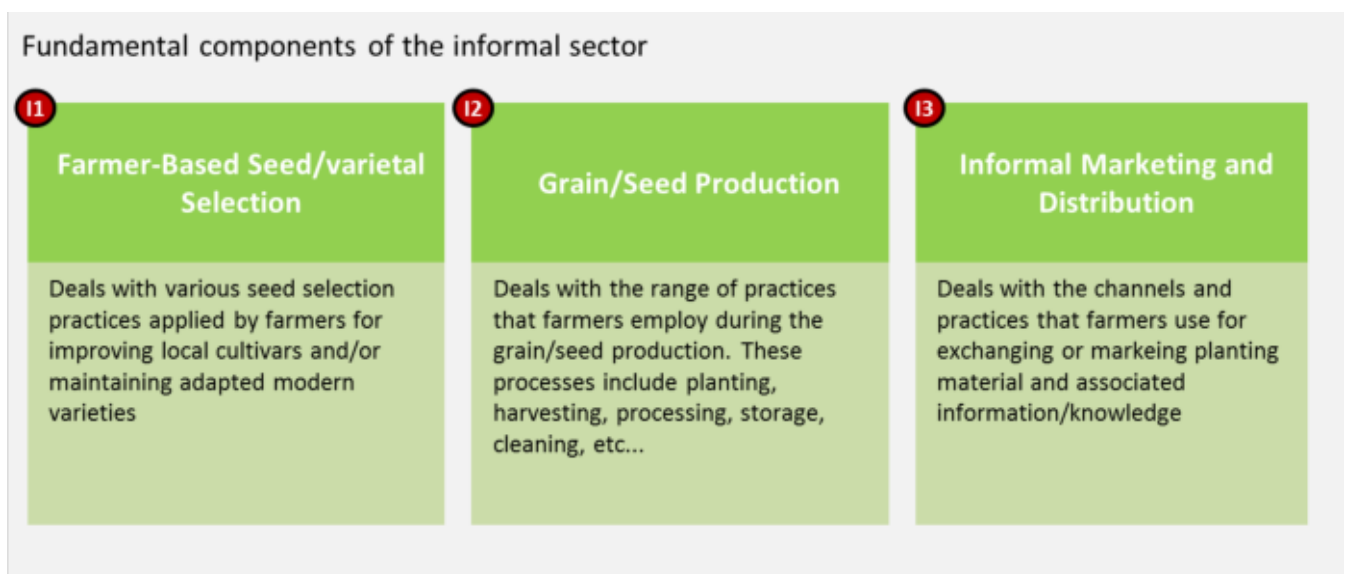 Fundamental components of the informal sector
I1
Farmer-Based Seed/varietal
Selection
Deals with various seed selection
practices applied by farmers for
improving local cultivars and/or
maintaining adapted modern
varieties
I2
Grain/Seed Production
Deals with the range of practices
that farmers employ during the
grain/seed production. These
processes include planting,
harvesting, processing, storage,
cleaning, etc...
I3
Informal Marketing and
Distribution
Deals with the channels and
practices that farmers use for
exchanging or markeing planting
material and associated
information/knowledge